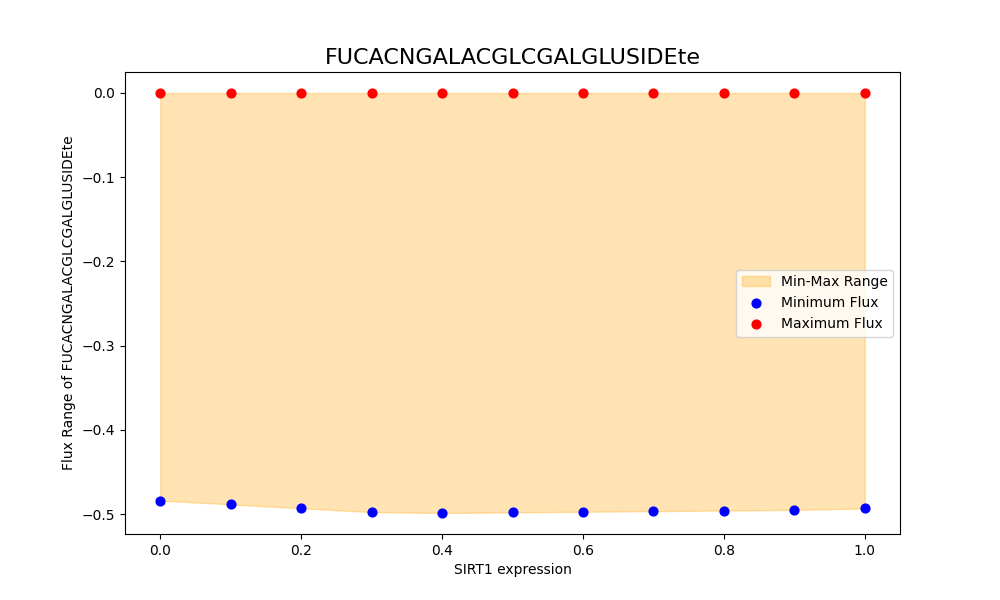 FUCACNGALACGLCGALGLUSIDEte
Flux Range of FUCACNGALACGLCGALGLUSIDEte
0.0
−0.1
−0.2
−0.3
−0.4
−0.5
Min-Max Range
Minimum Flux
Maximum Flux
0.0 0.2 0.4 0.6 0.8 1.0
SIRT1 expression